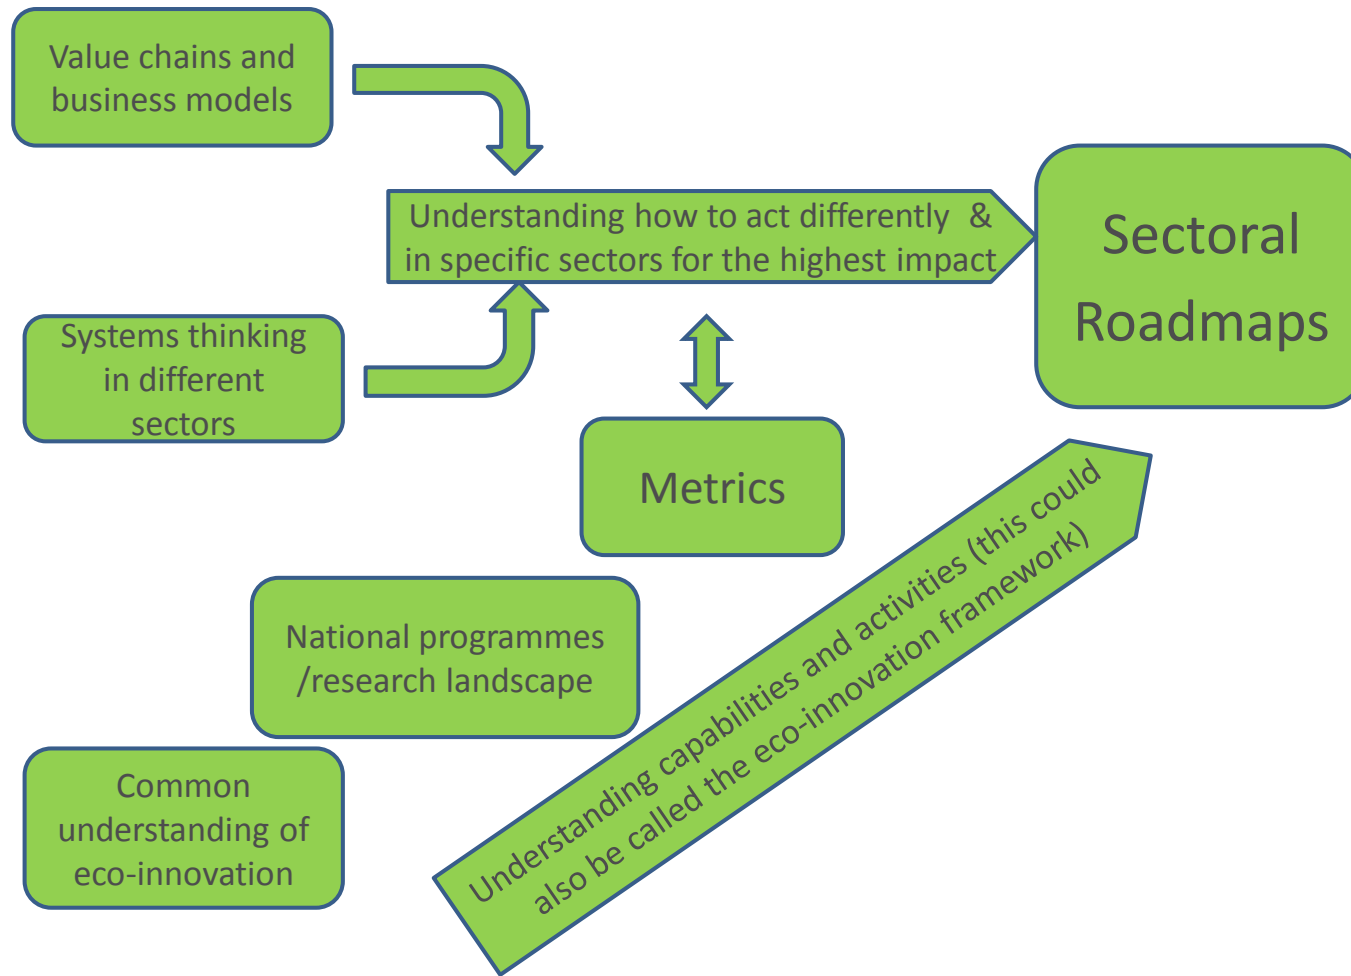 Value chains and
business models
Understanding how to act differently  &
in specific sectors for the highest impact
Sectoral
Roadmaps
Systems thinking
in different
sectors
Metrics
National programmes
/research landscape
Common
understanding of
eco-innovation
Understanding capabilities and activities (this could
also be called the eco-innovation framework)